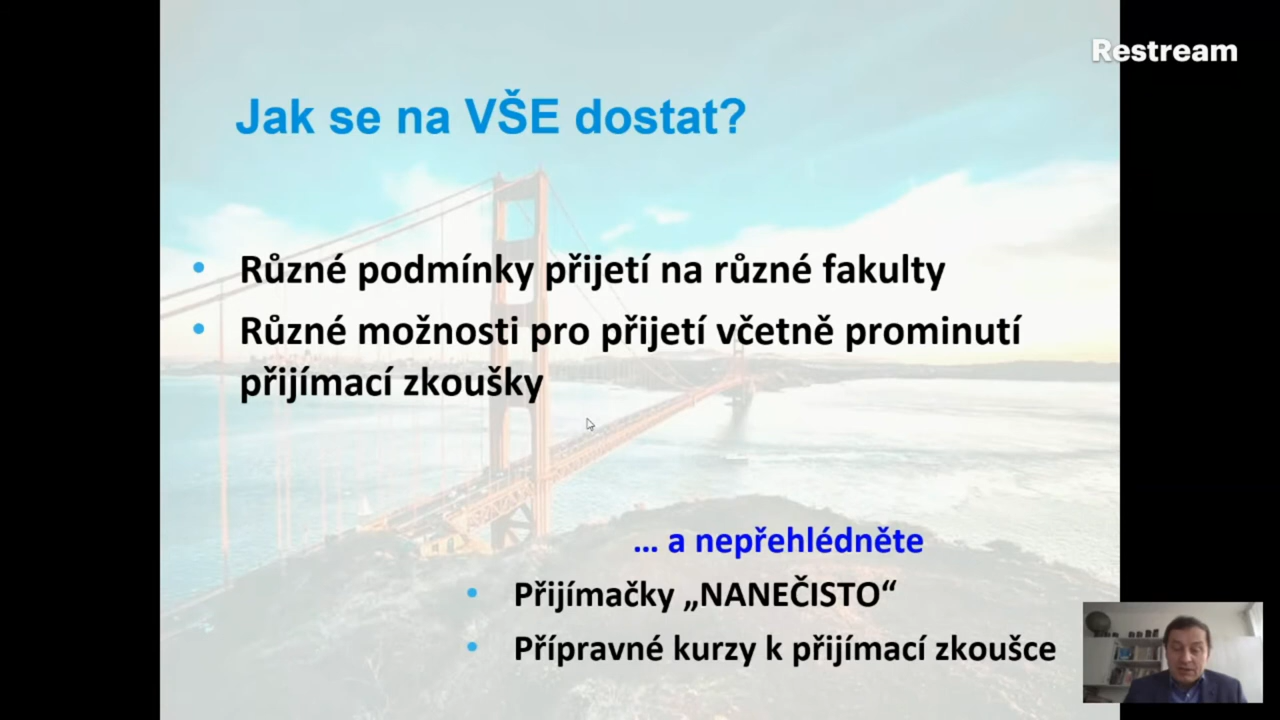 Restream
Jak se na VŠE dostat?
• Různé podmínky přijetí na různé fakulty
• Různé možnosti pro přijetí včetně prominutí
přijímací zkoušky
... a nepřehlédněte
• Přijímačky „NANEČISTO“
• Přípravné kurzy k přijímací zkoušce